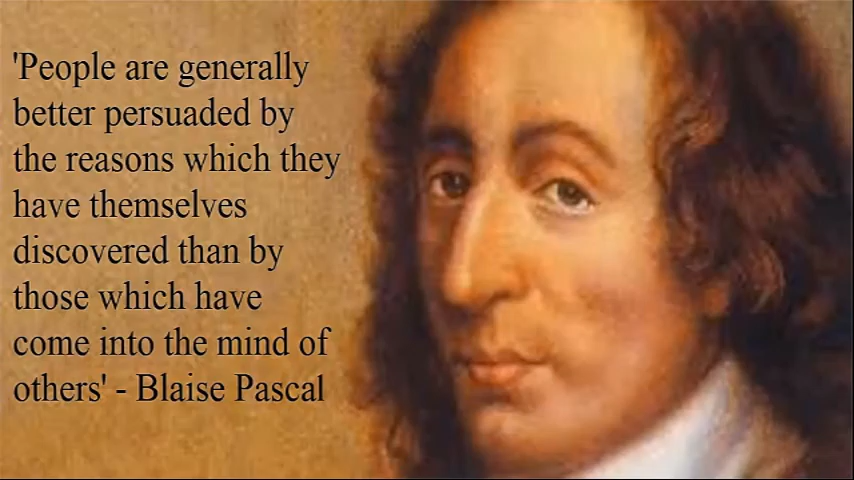 'People are generally
better persuaded by
the reasons which they
have themselves
discovered than by
those which have
come into the mind of
others' - Blaise Pascal